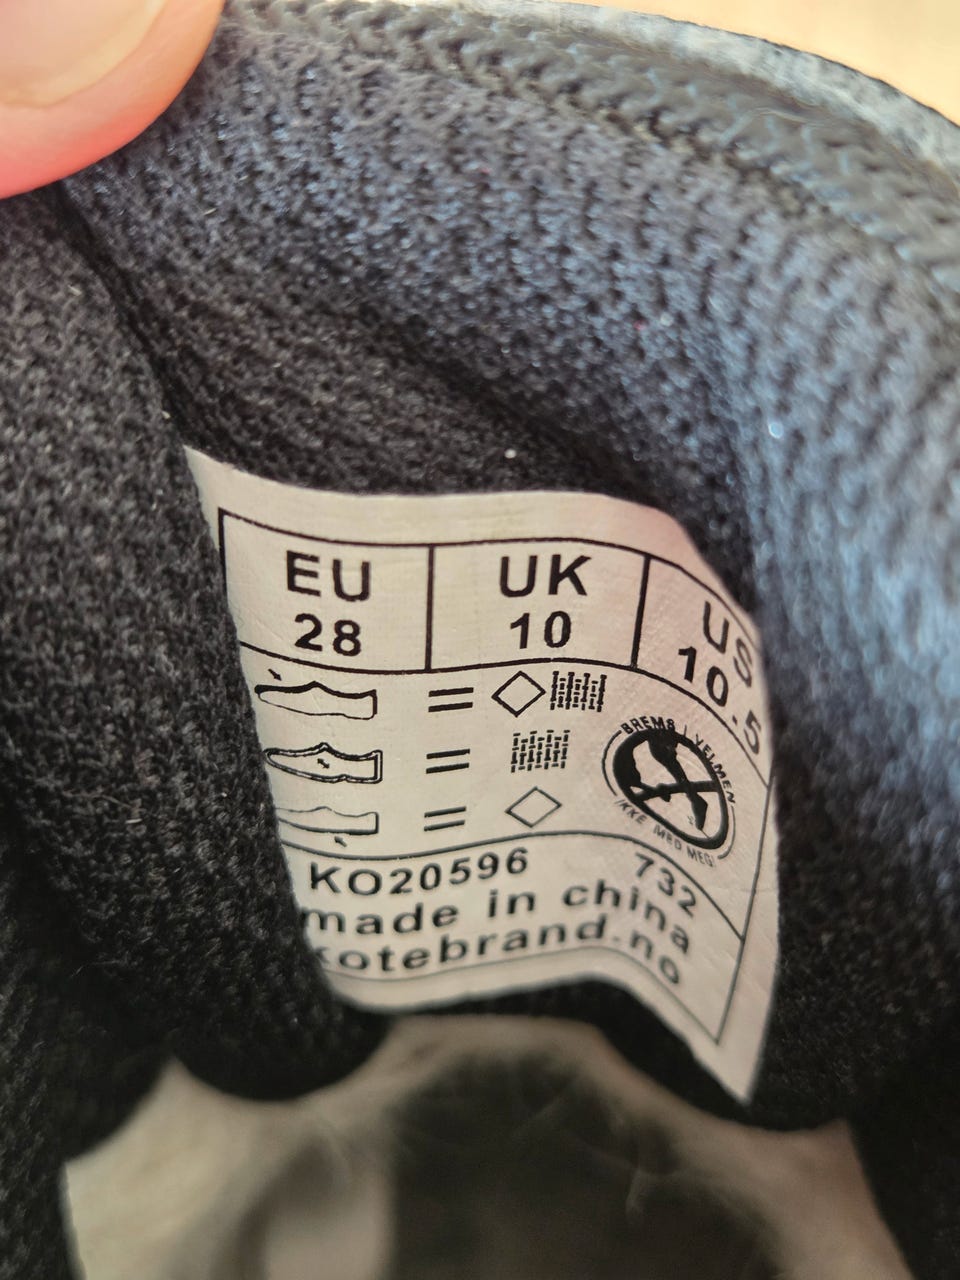 EU UK US
28 10 10.5
= 
=
=
BREMS VELMEN
IKKE MED MEG
KO20596 732
made in china
kotebrand.no